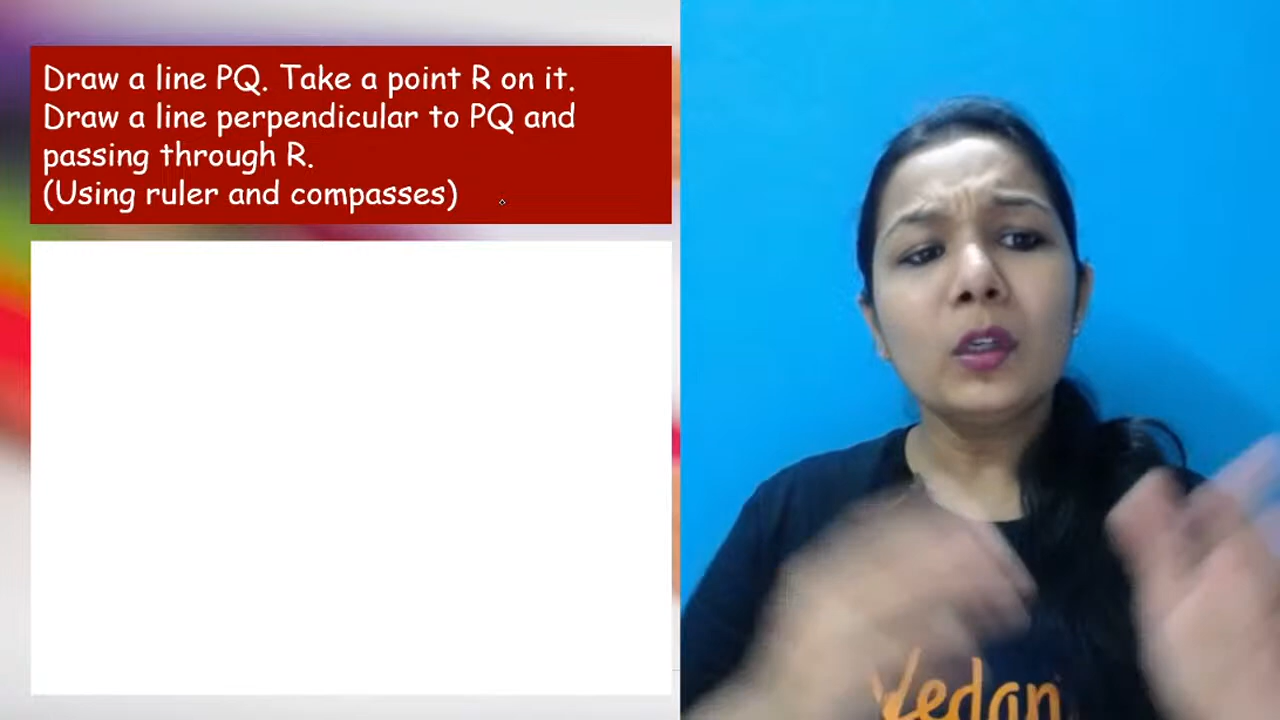 Draw a line PQ. Take a point R on it.
Draw a line perpendicular to PQ and
passing through R.
(Using ruler and compasses)
Vedan